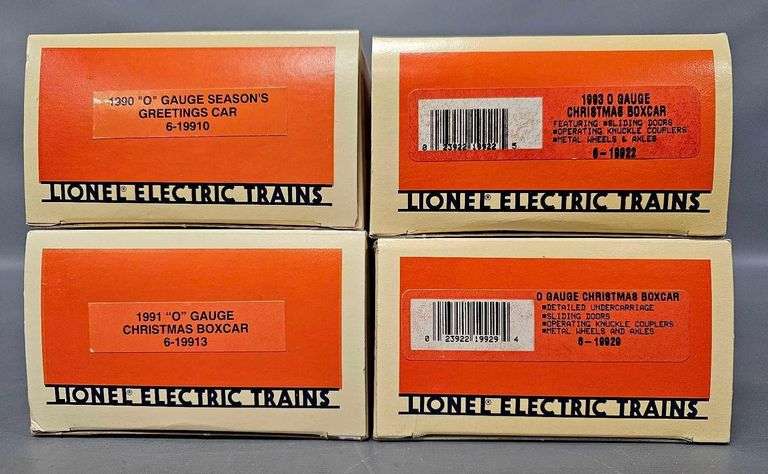 1990 "O" GAUGE SEASON'S
GREETINGS CAR
6-19910
LIONEL® ELECTRIC TRAINS
1993 O GAUGE
CHRISTMAS BOXCAR
FEATURING *SLIDING DOORS
*OPERATING KNUCKLE COUPLERS
*METAL WHEELS & AXLES
6-19922
0 23922 19922 5
LIONEL® ELECTRIC TRAINS
1991 "O" GAUGE
CHRISTMAS BOXCAR
6-19913
LIONEL® ELECTRIC TRAINS
O GAUGE CHRISTMAS BOXCAR
*DETAILED UNDERCARRIAGE
*SLIDING DOORS
*OPERATING KNUCKLE COUPLERS
*METAL WHEELS AND AXLES
6-19929
0 23922 19929 4
LIONEL® ELECTRIC TRAINS